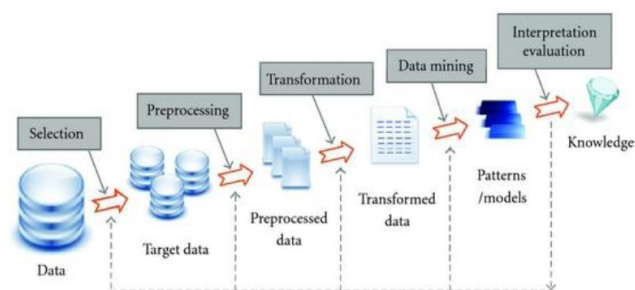 Interpretation
evaluation
Data mining
Transformation
Preprocessing
Selection
Knowledge
Patterns
/models
Transformed
data
Preprocessed
data
Target data
Data